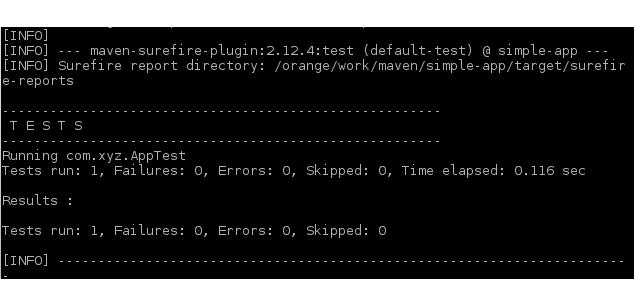 [INFO]
[INFO] --- maven-surefire-plugin:2.12.4:test (default-test) @ simple-app ---
[INFO] Surefire report directory: /orange/work/maven/simple-app/target/surefir
e-reports
-------------------------------------------------------
 T E S T S
-------------------------------------------------------
Running com.xyz.AppTest
Tests run: 1, Failures: 0, Errors: 0, Skipped: 0, Time elapsed: 0.116 sec
Results :
Tests run: 1, Failures: 0, Errors: 0, Skipped: 0
[INFO] -----------------------------------------------------------------------
-